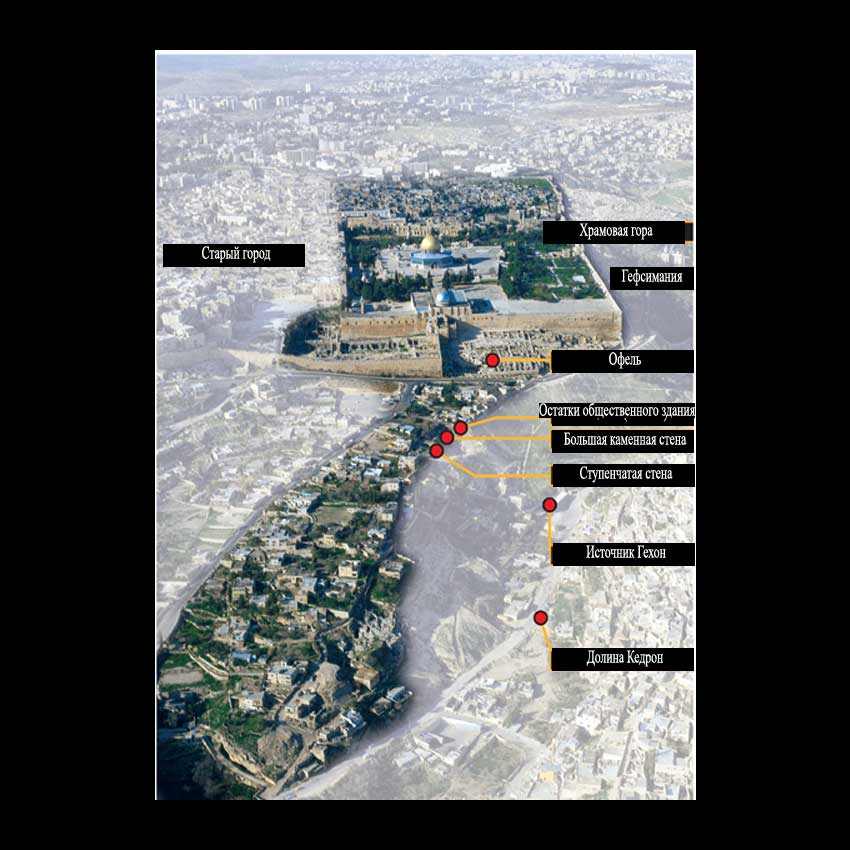 Храмовая гора
Старый город
Гефсимания
Офель
Остатки общественного здания
Большая каменная стена
Ступенчатая стена
Источник Гехон
Долина Кедрон